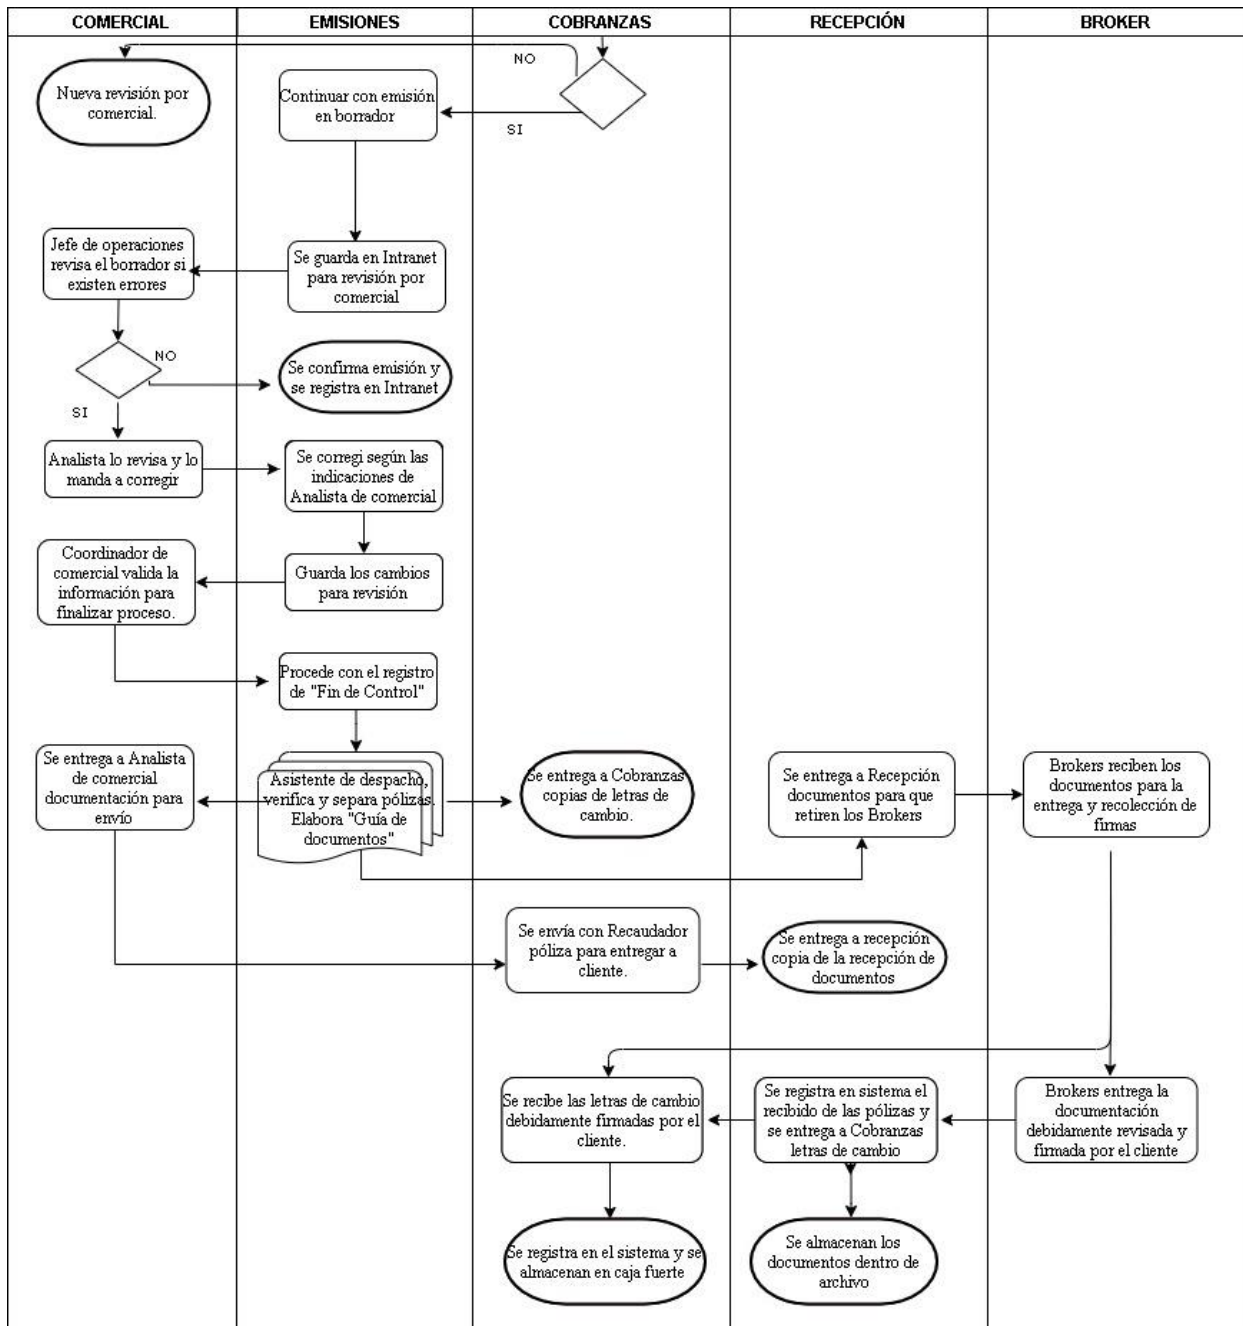 COMERCIAL
EMISIONES
COBRANZAS
RECEPCIÓN
BROKER
NO
SI
Nueva revisión por
comercial.
Continuar con emisión
en borrador
Jefe de operaciones
revisa el borrador si
existen errores
Se guarda en Intranet
para revisión por
comercial
NO
SI
Se confirma emisión y
se registra en Intranet
Analista lo revisa y lo
manda a corregir
Se corregi según las
indicaciones de
Analista de comercial
Coordinador de
comercial valida la
información para
finalizar proceso.
Guarda los cambios
para revisión
Procede con el registro
de "Fin de Control"
Se entrega a Analista
de comercial
documentación para
envío
Asistente de despacho,
verifica y separa pólizas.
Elabora "Guía de
documentos"
Se entrega a Cobranzas
copias de letras de
cambio.
Se entrega a Recepción
documentos para que
retiren los Brokers
Brokers reciben los
documentos para la
entrega y recolección de
firmas
Se envía con Recaudador
póliza para entregar a
cliente.
Se entrega a recepción
copia de la recepción de
documentos
Se recibe las letras de cambio
debidamente firmadas por el
cliente.
Se registra en sistema el
recibido de las pólizas y
se entrega a Cobranzas
letras de cambio
Brokers entrega la
documentación
debidamente revisada y
firmada por el cliente
Se registra en el sistema y se
almacenan en caja fuerte
Se almacenan los
documentos dentro de
archivo